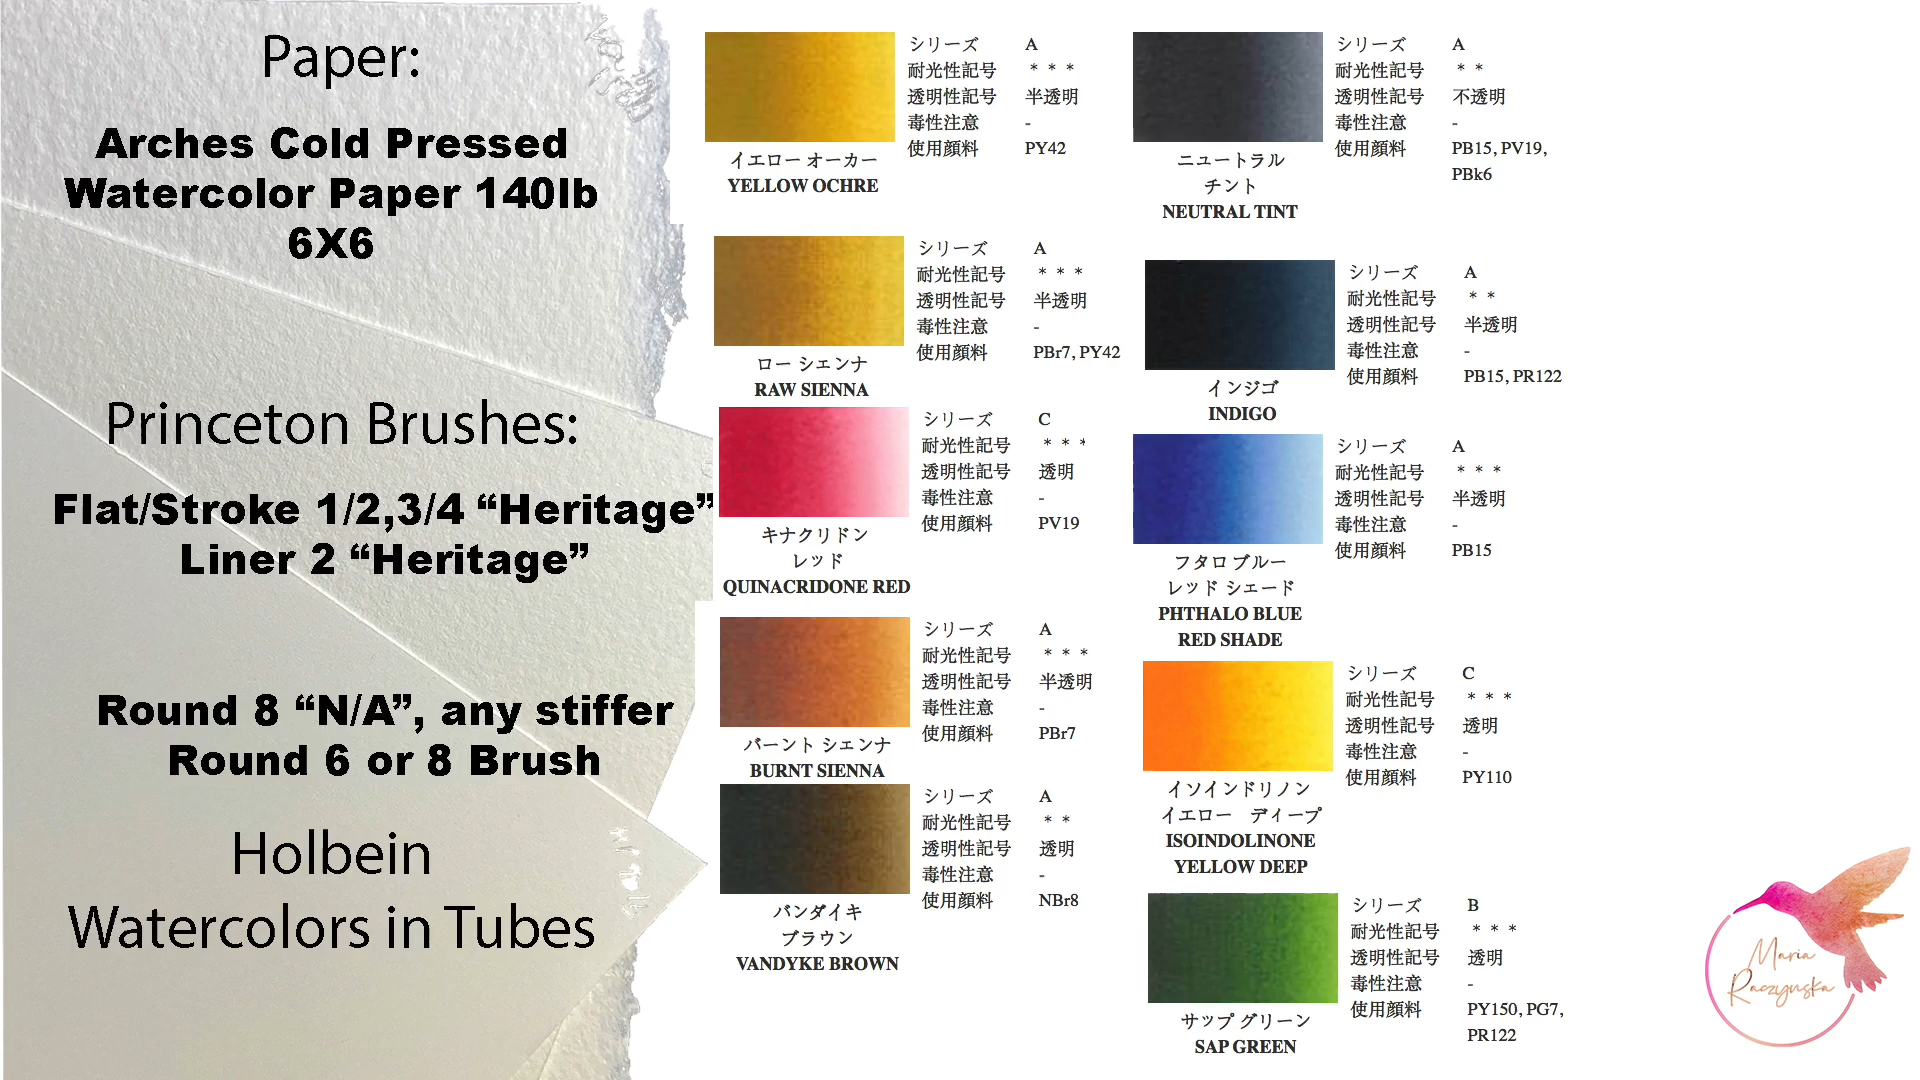 Paper:
Arches Cold Pressed
Watercolor Paper 140lb
6X6
Princeton Brushes:
Flat/Stroke 1/2,3/4 “Heritage”
Liner 2 “Heritage”
Round 8 “N/A”, any stiffer
Round 6 or 8 Brush
Holbein
Watercolors in Tubes
シリーズ A
耐光性記号 * * *
透明性記号 半透明
毒性注意 -
使用顔料 PY42
イエロー オーカー
YELLOW OCHRE
シリーズ A
耐光性記号 * * *
透明性記号 半透明
毒性注意 -
使用顔料 PBr7, PY42
ロー シェンナ
RAW SIENNA
シリーズ C
耐光性記号 * * *
透明性記号 透明
毒性注意 -
使用顔料 PV19
キナクリドン
レッド
QUINACRIDONE RED
シリーズ A
耐光性記号 * * *
透明性記号 半透明
毒性注意 -
使用顔料 PBr7
バーント シェンナ
BURNT SIENNA
シリーズ A
耐光性記号 * *
透明性記号 透明
毒性注意 -
使用顔料 NBr8
バンダイキ
ブラウン
VANDYKE BROWN
シリーズ A
耐光性記号 * *
透明性記号 不透明
毒性注意 -
使用顔料 PB15, PV19,
PBk6
ニュートラル
チント
NEUTRAL TINT
シリーズ A
耐光性記号 * *
透明性記号 半透明
毒性注意 -
使用顔料 PB15, PR122
インジゴ
INDIGO
シリーズ A
耐光性記号 * * *
透明性記号 半透明
毒性注意 -
使用顔料 PB15
フタロ ブルー
レッド シェード
PHTHALO BLUE
RED SHADE
シリーズ C
耐光性記号 * * *
透明性記号 透明
毒性注意 -
使用顔料 PY110
イソインドリノン
イエロー　ディープ
ISOINDOLINONE
YELLOW DEEP
シリーズ B
耐光性記号 * * *
透明性記号 透明
毒性注意 -
使用顔料 PY150, PG7,
PR122
サップ グリーン
SAP GREEN
Maria
Raczynska